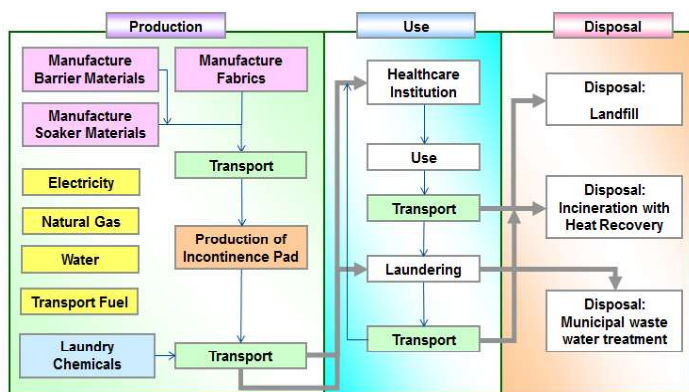 Production
Use
Disposal
Manufacture
Barrier Materials
Manufacture
Fabrics
Manufacture
Soaker Materials
Transport
Electricity
Natural Gas
Water
Transport Fuel
Production of
Incontinence Pad
Laundry
Chemicals
Transport
Healthcare
Institution
Use
Transport
Laundering
Transport
Disposal:
Landfill
Disposal:
Incineration with
Heat Recovery
Disposal:
Municipal waste
water treatment